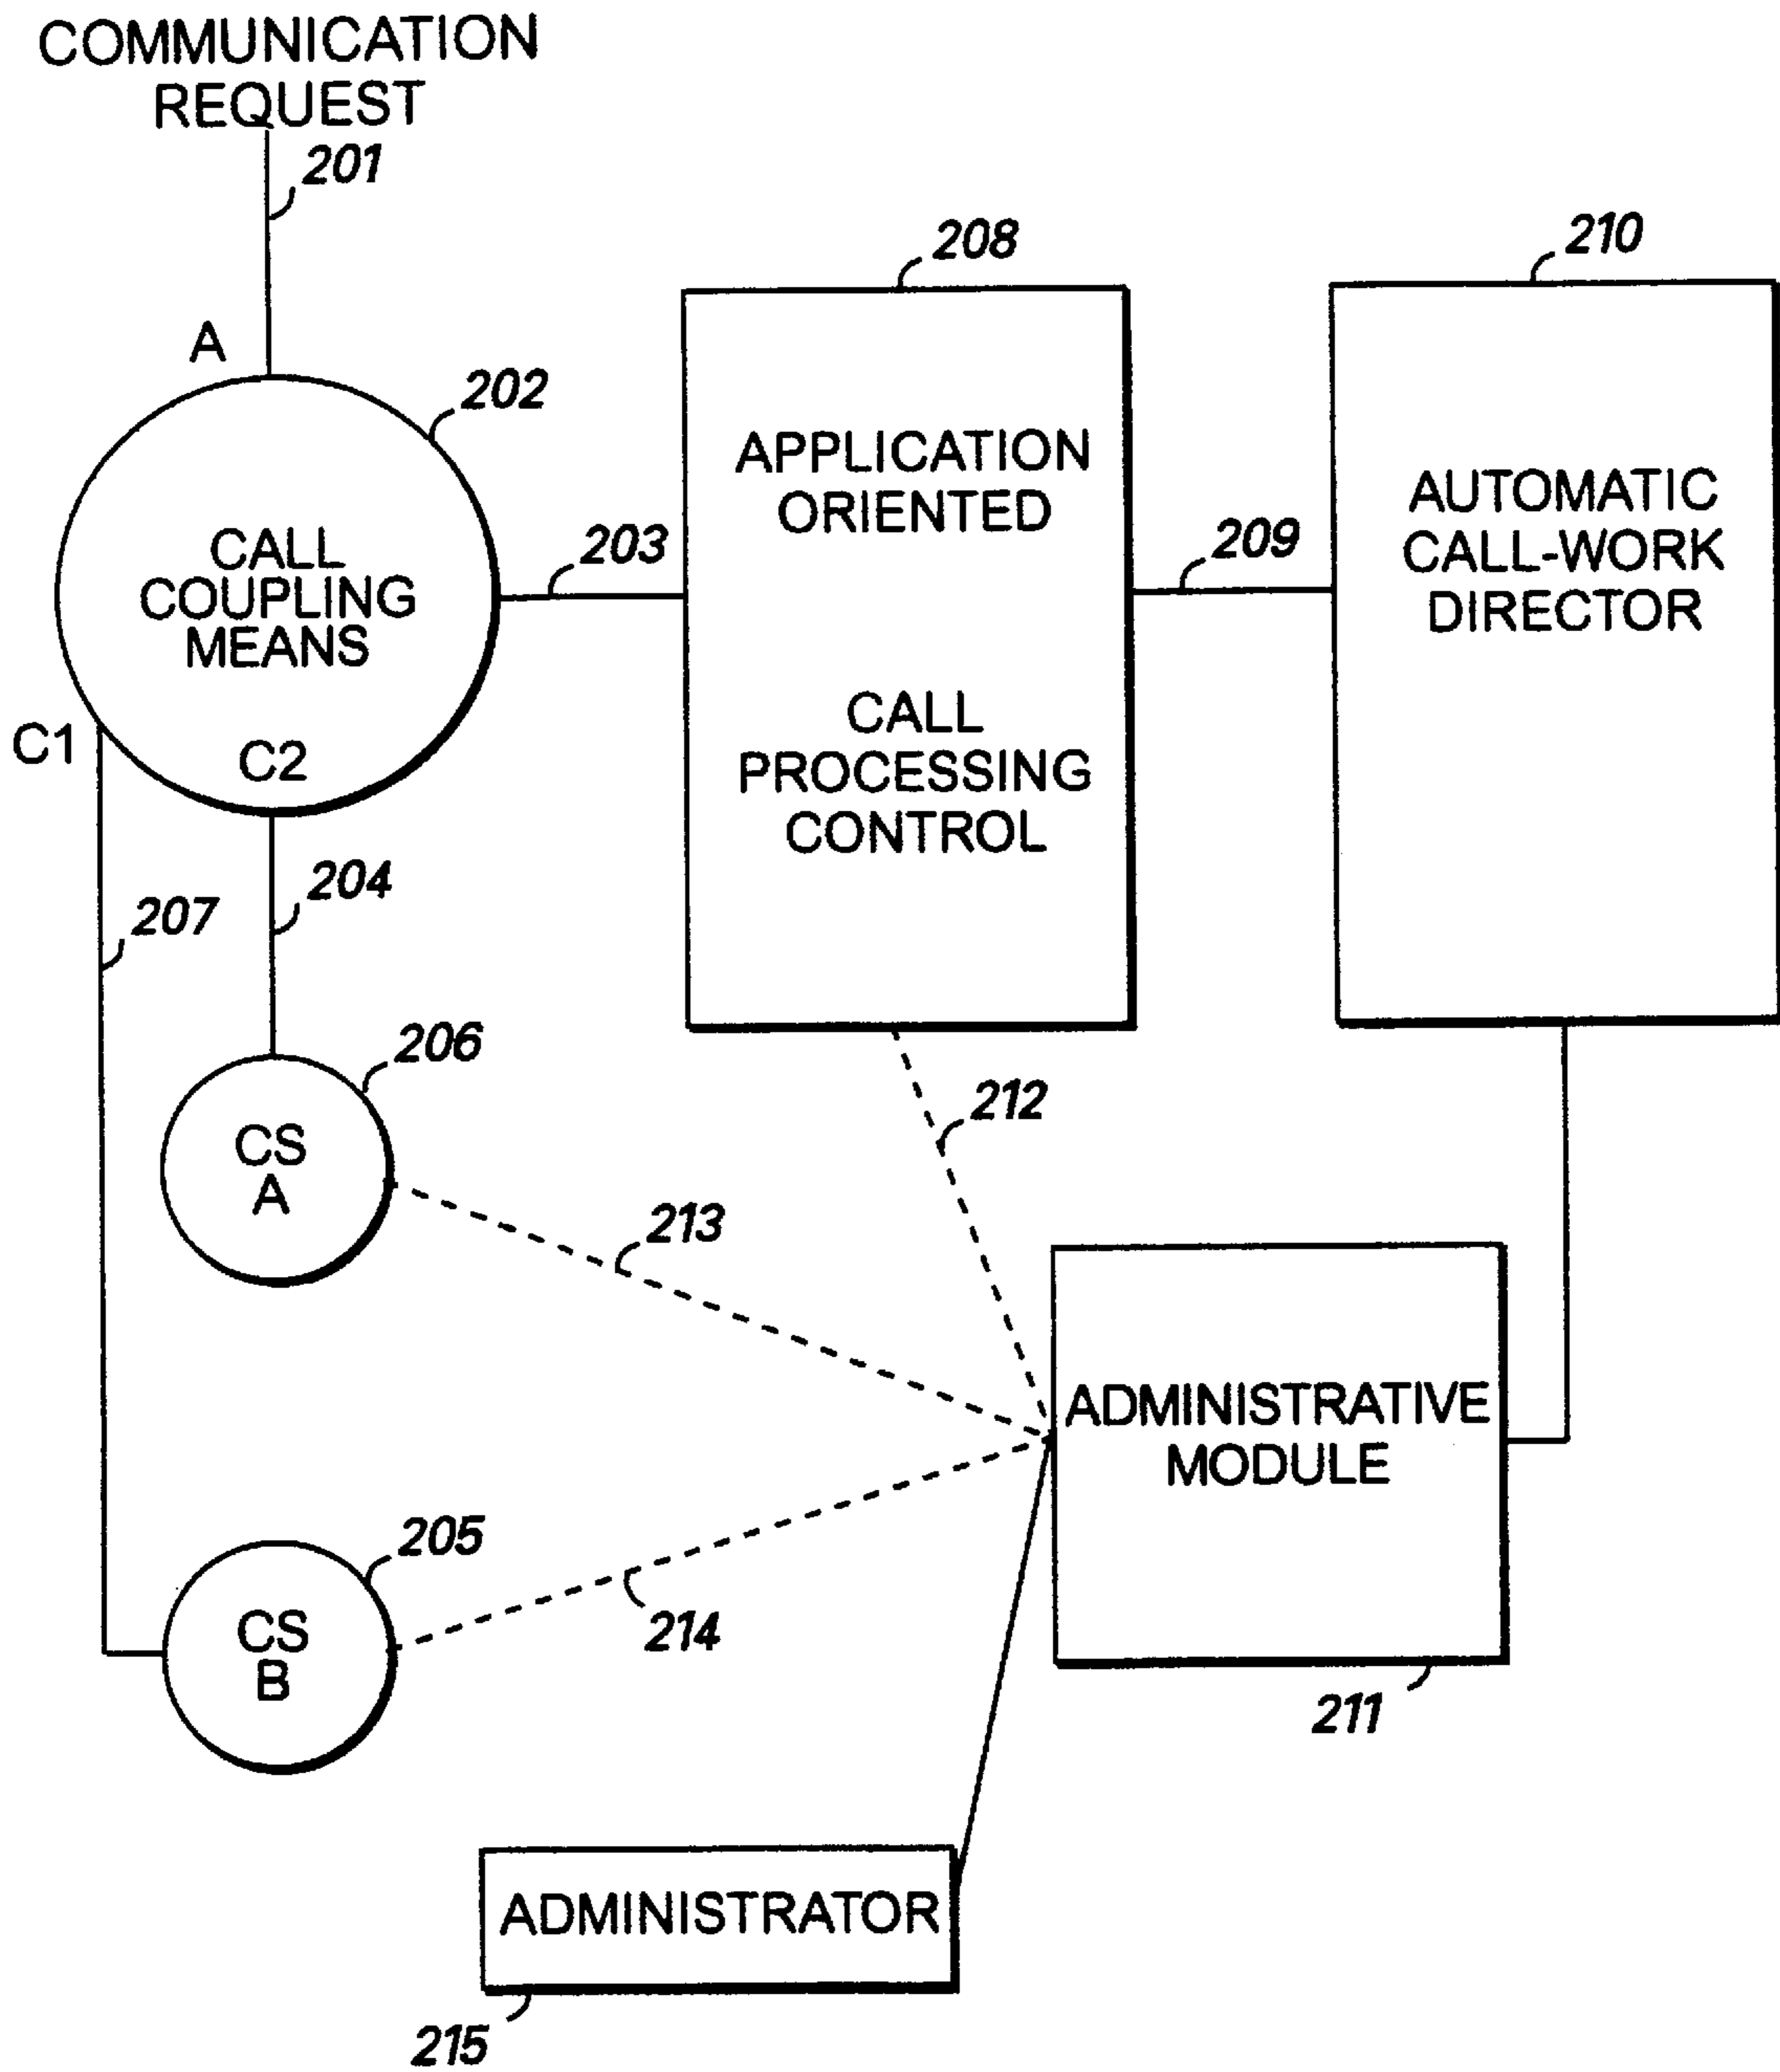 COMMUNICATION
REQUEST
201
A
202
CALL
COUPLING
MEANS
C1
C2
203
208
APPLICATION
ORIENTED
CALL
PROCESSING
CONTROL
209
210
AUTOMATIC
CALL-WORK
DIRECTOR
204
207
206
CS
A
212
213
ADMINISTRATIVE
MODULE
211
205
CS
B
214
ADMINISTRATOR
215